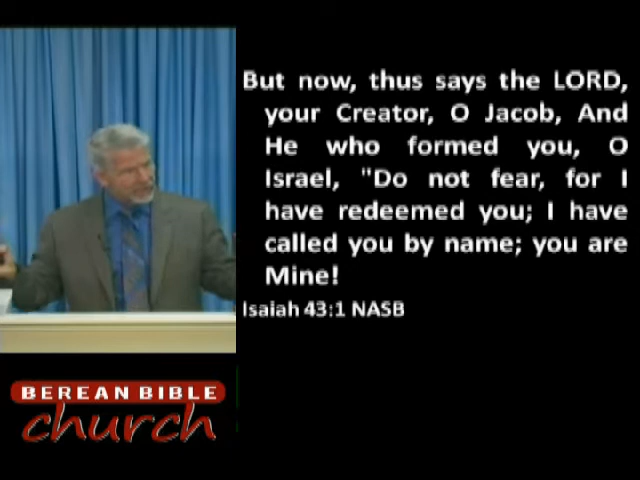 But now, thus says the LORD,
your Creator, O Jacob, And
He who formed you, O
Israel, "Do not fear, for I
have redeemed you; I have
called you by name; you are
Mine!
Isaiah 43:1 NASB
BEREAN BIBLE
church